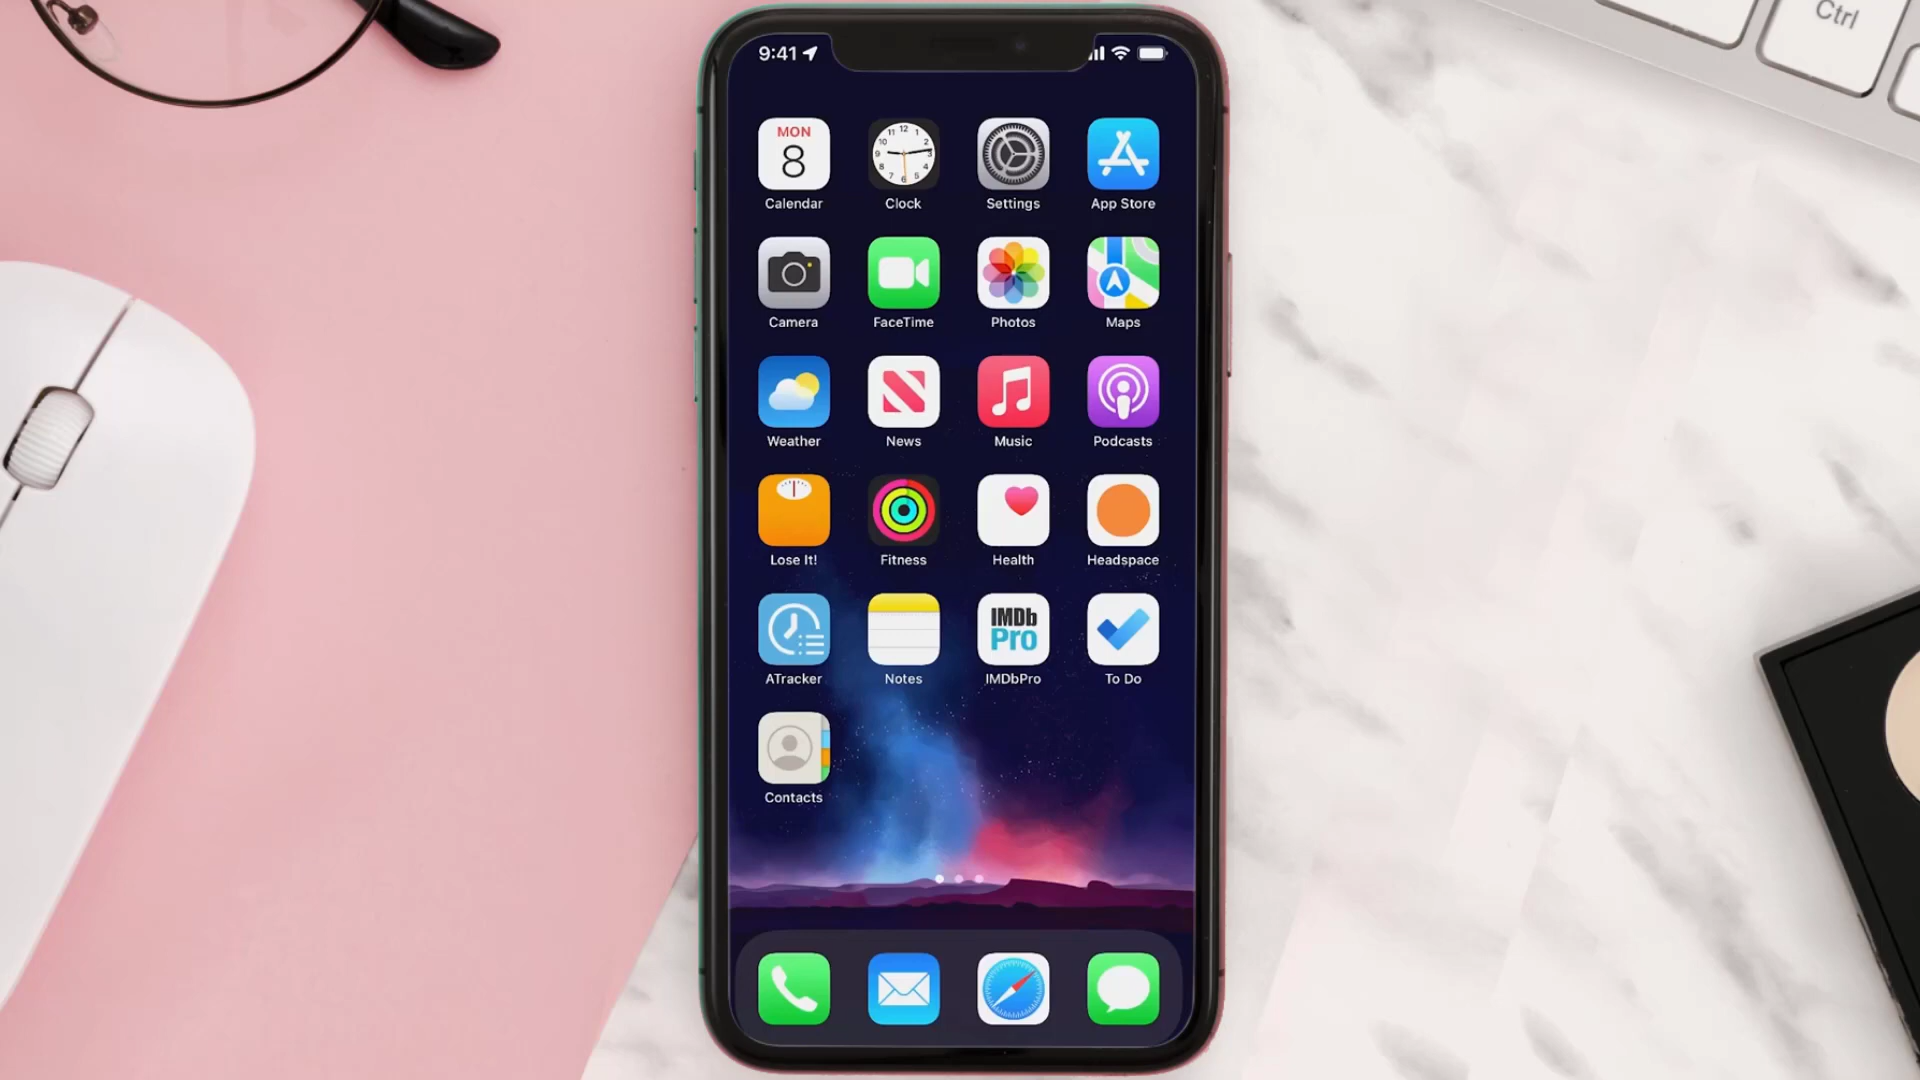 Ctrl
9:41
MON
8
Calendar
Clock
Settings
App Store
Camera
FaceTime
Photos
Maps
Weather
News
Music
Podcasts
Lose It!
Fitness
Health
Headspace
IMDb
Pro
ATracker
Notes
IMDbPro
To Do
Contacts